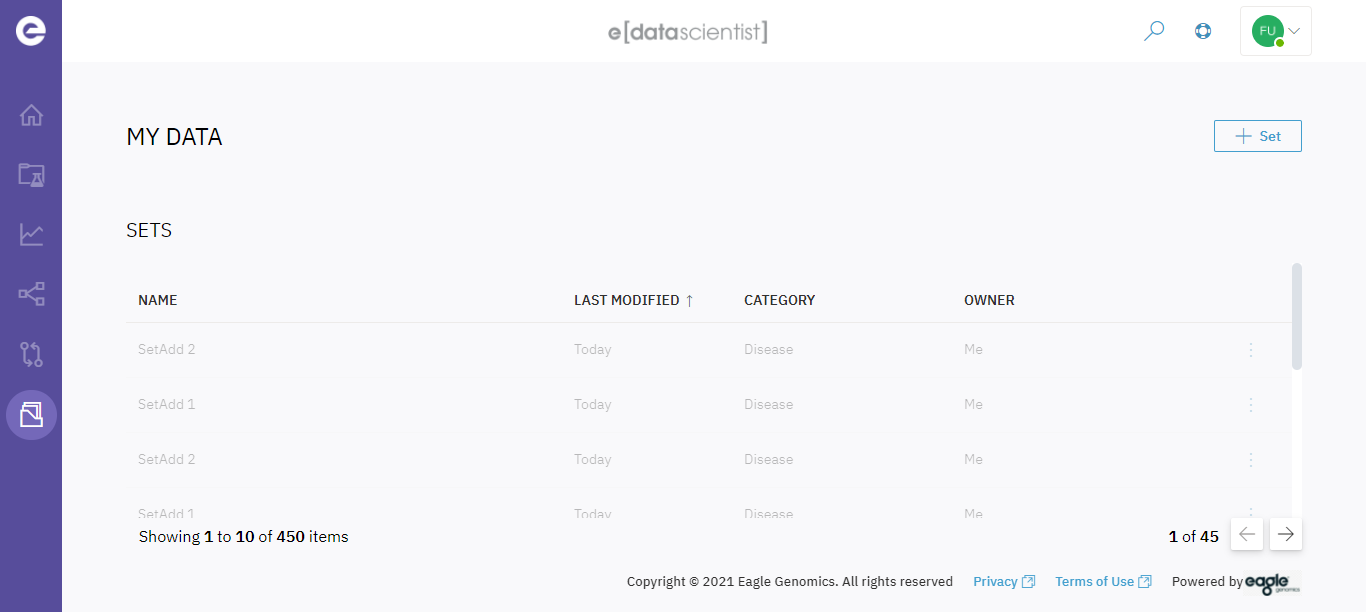 e
e[datascientist]
FU
MY DATA
+ Set
SETS
NAME LAST MODIFIED ↑ CATEGORY OWNER
SetAdd 2 Today Disease Me
SetAdd 1 Today Disease Me
SetAdd 2 Today Disease Me
SetAdd 1 Today Disease Me
Showing 1 to 10 of 450 items
1 of 45
Copyright © 2021 Eagle Genomics. All rights reserved Privacy Terms of Use Powered by eagle genomics